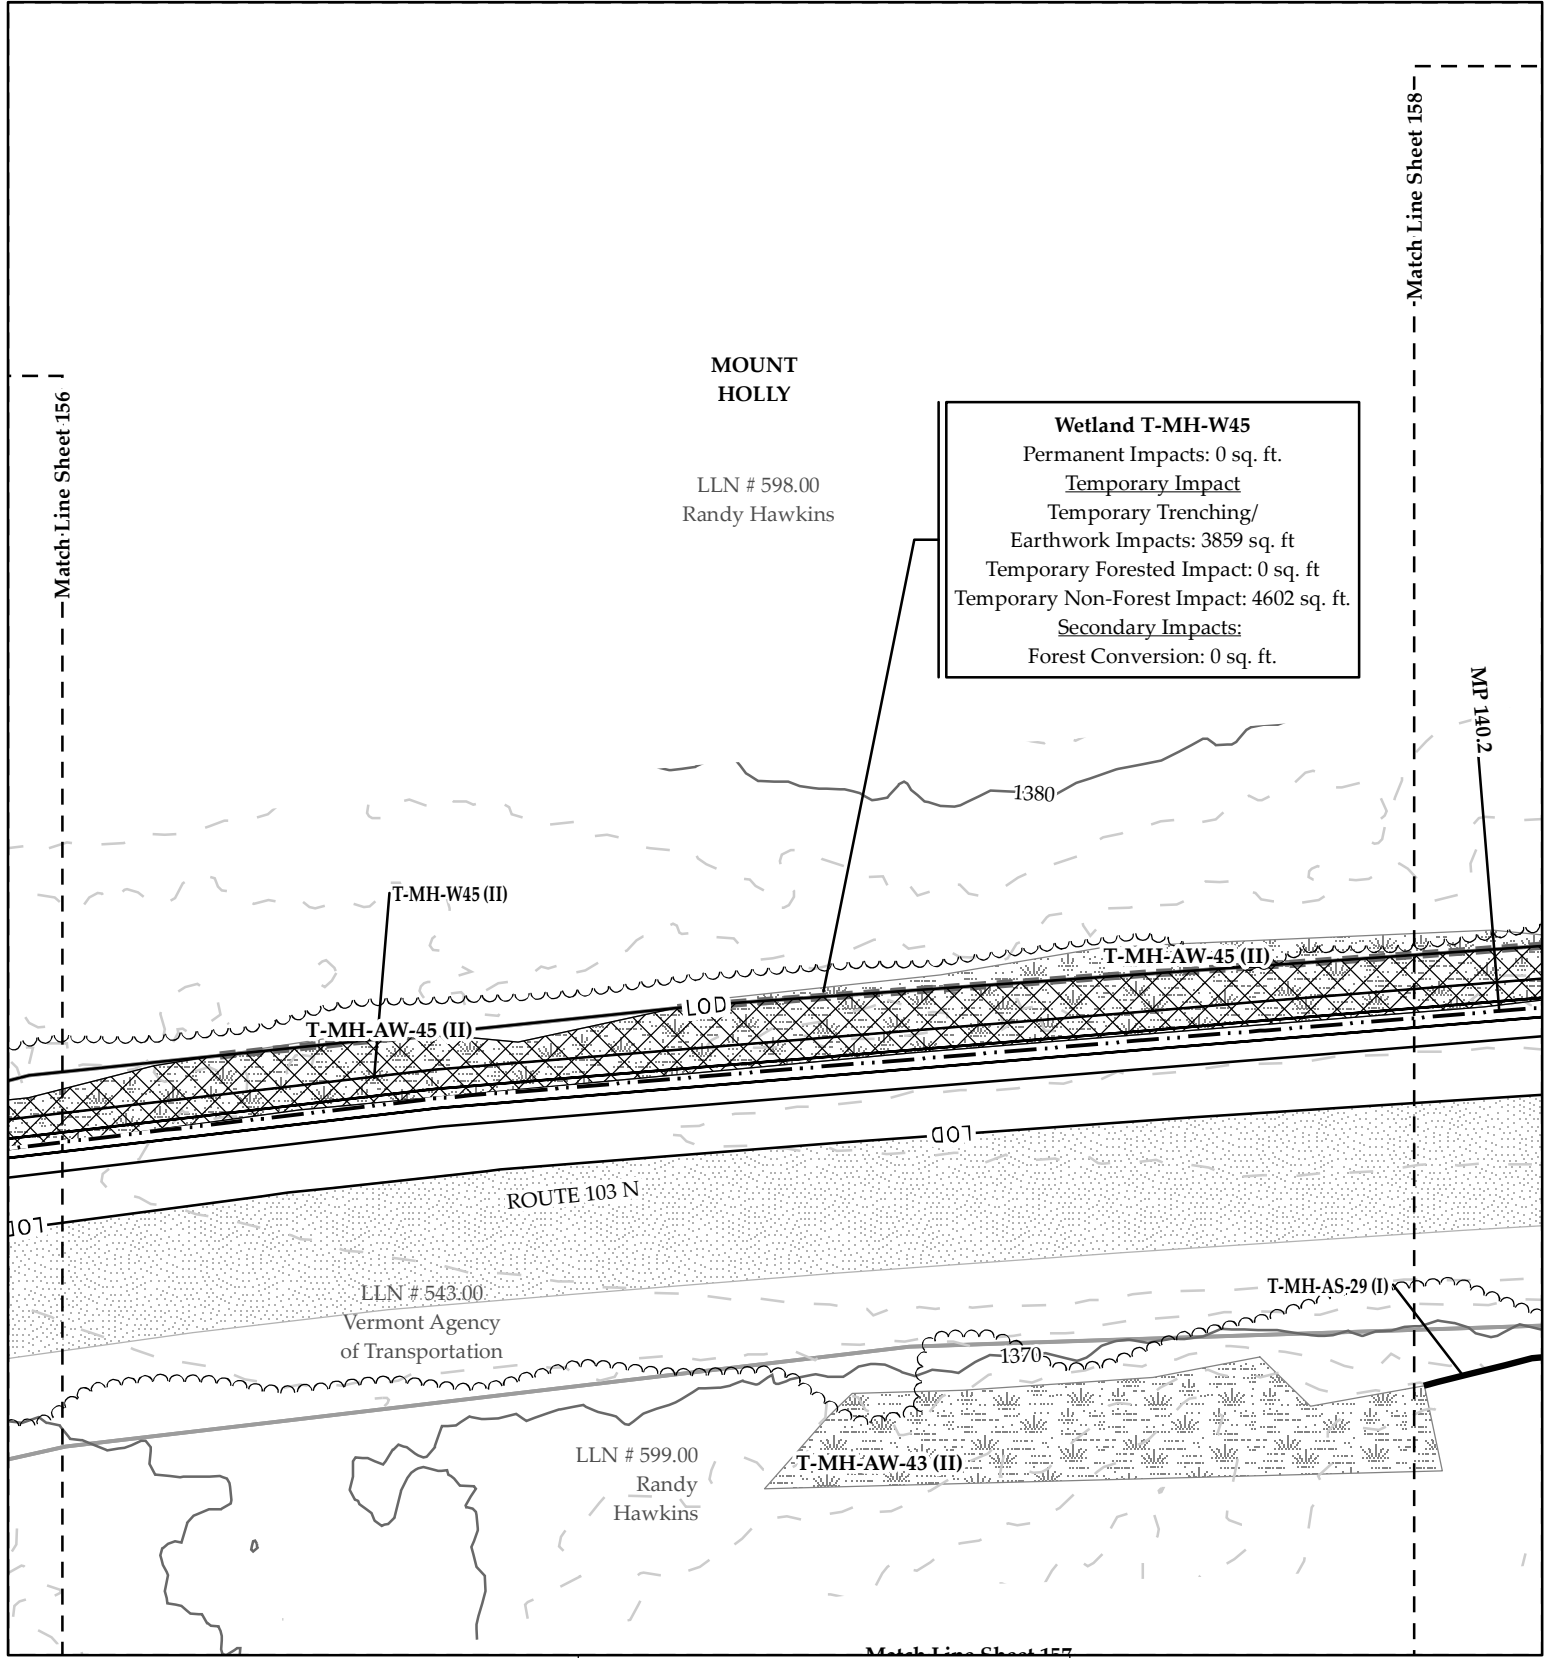 Match Line Sheet 158
MOUNT
HOLLY
Match Line Sheet 156
Wetland T-MH-W45
Permanent Impacts: 0 sq. ft.
Temporary Impact
Temporary Trenching/
Earthwork Impacts: 3859 sq. ft
Temporary Forested Impact: 0 sq. ft
Temporary Non-Forest Impact: 4602 sq. ft.
Secondary Impacts:
Forest Conversion: 0 sq. ft.
LLN # 598.00
Randy Hawkins
MP 140.2
1380
T-MH-W45 (II)
T-MH-AW-45 (II)
LOD
T-MH-AW-45 (II)
LOD
ROUTE 103 N
LOD
LLN # 543.00
Vermont Agency
of Transportation
T-MH-AS-29 (I)
1370
LLN # 599.00
Randy
Hawkins
T-MH-AW-43 (II)
Match Line Sheet 157